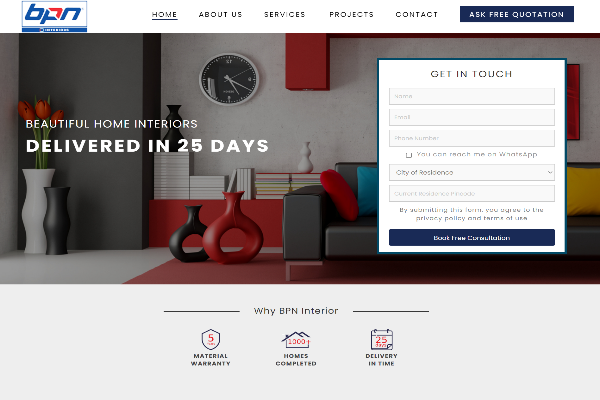 bpn
INTERIORS
HOME
ABOUT US
SERVICES
PROJECTS
CONTACT
ASK FREE QUOTATION
BEAUTIFUL HOME INTERIORS
DELIVERED IN 25 DAYS
GET IN TOUCH
Name
Email
Phone Number
You can reach me on WhatsApp
City of Residence
Current Residence Pincode
By submitting this form, you agree to the
privacy policy and terms of use
Book Free Consultation
Why BPN Interior
5
MATERIAL
WARRANTY
1000+
HOMES
COMPLETED
25
DAYS
DELIVERY
IN TIME